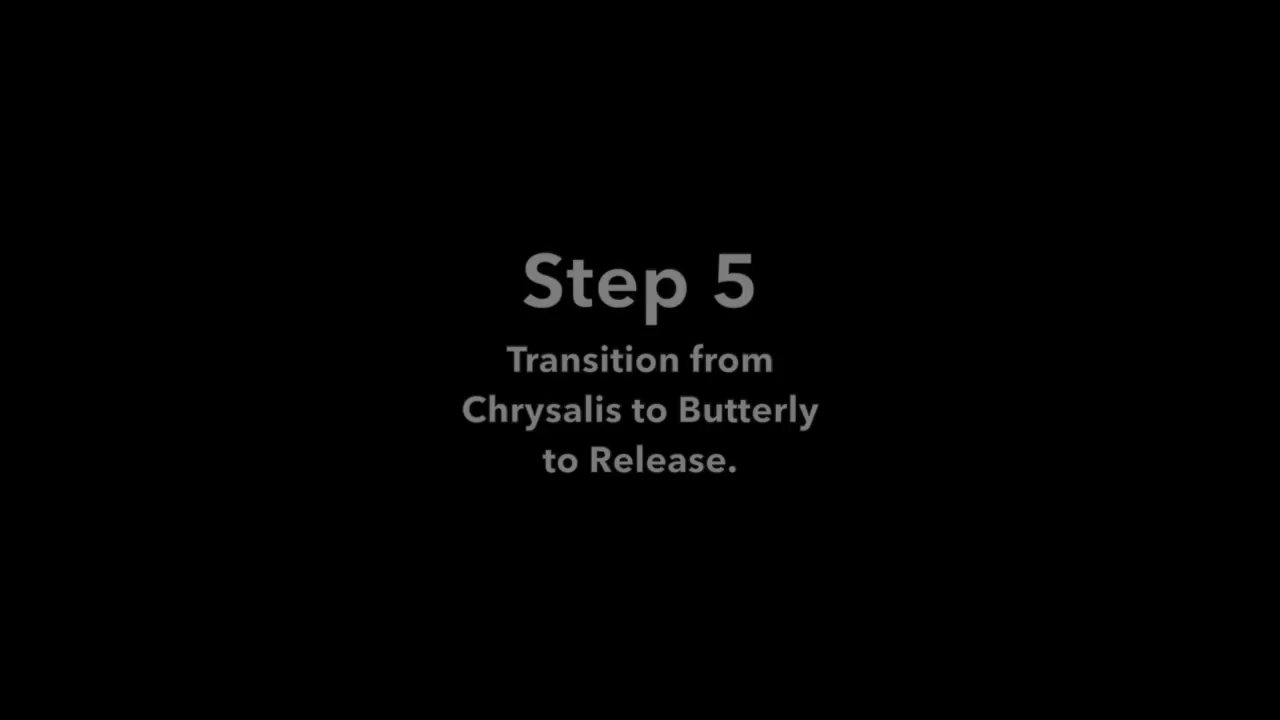 Step 5
Transition from
Chrysalis to Butterly
to Release.